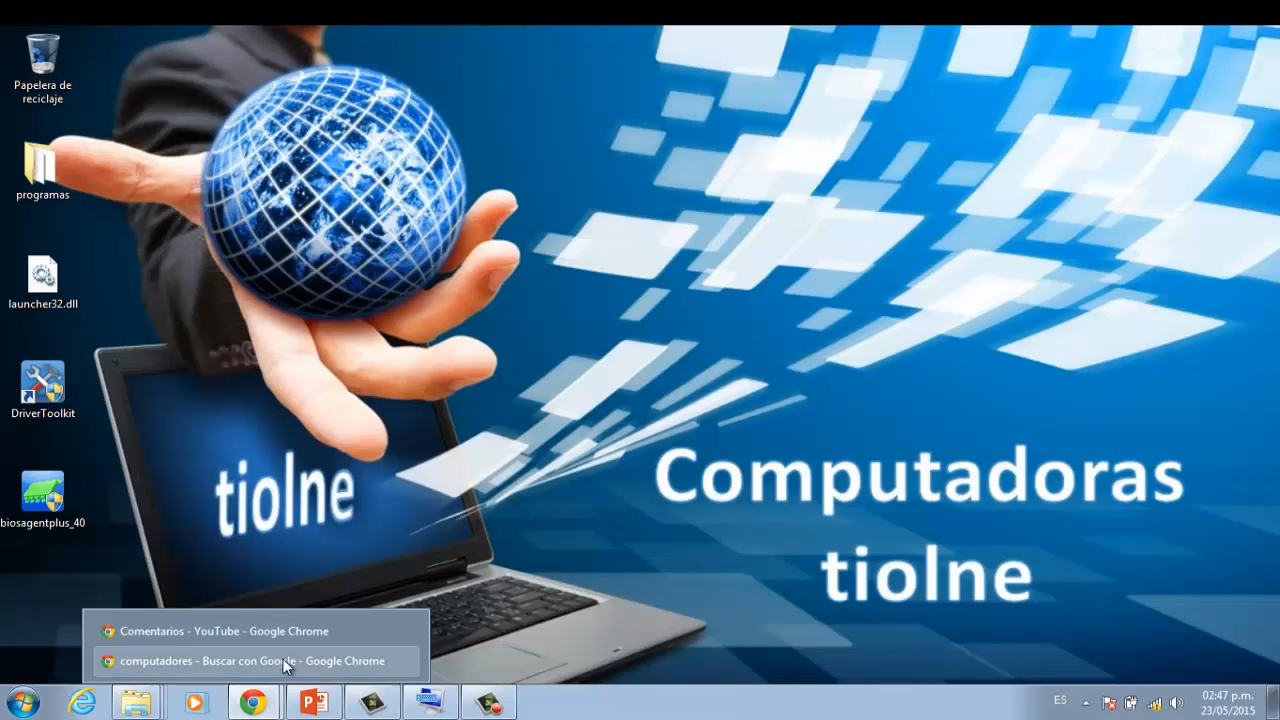 Papelera de
reciclaje
programas
launcher32.dll
DriverToolkit
biosagentplus_40
tiolne
Computadoras
tiolne
Comentarios - YouTube - Google Chrome
computadores - Buscar con Google - Google Chrome
ES
02:47 p.m.
23/05/2015